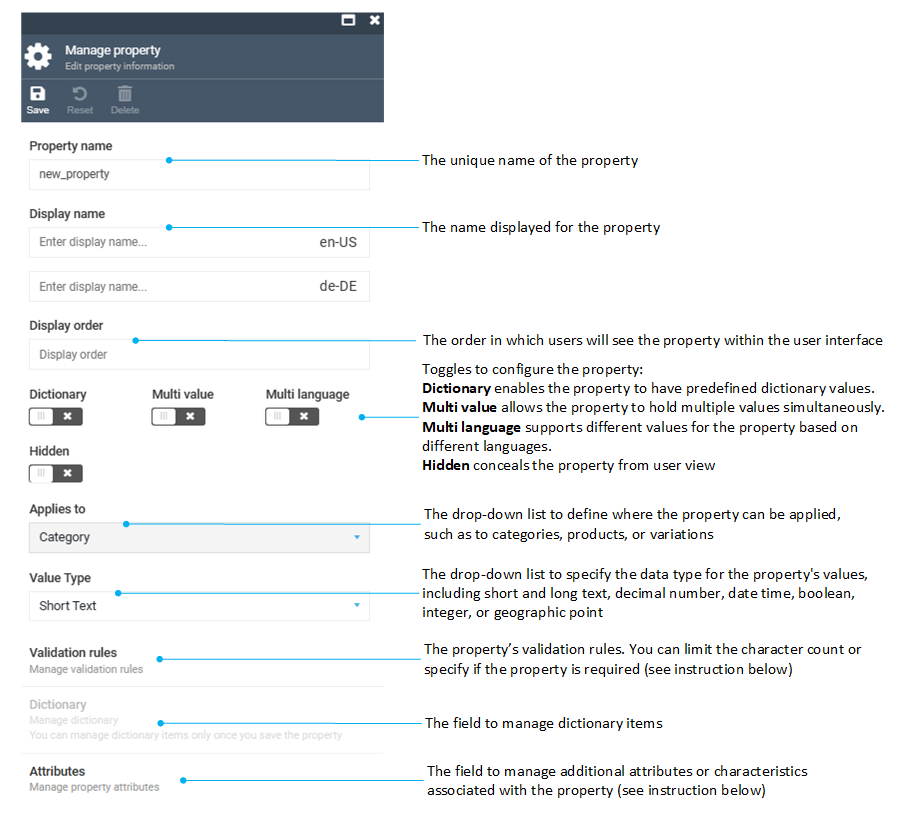 Manage property
Edit property information
Save Reset Delete
Property name
new_property
The unique name of the property
Display name
Enter display name... en-US
The name displayed for the property
Enter display name... de-DE
Display order
Display order
The order in which users will see the property within the user interface
Dictionary Multi value Multi language
Hidden
Toggles to configure the property:
Dictionary enables the property to have predefined dictionary values.
Multi value allows the property to hold multiple values simultaneously.
Multi language supports different values for the property based on
different languages.
Hidden conceals the property from user view
Applies to
Category
The drop-down list to define where the property can be applied,
such as to categories, products, or variations
Value Type
Short Text
The drop-down list to specify the data type for the property's values,
including short and long text, decimal number, date time, boolean,
integer, or geographic point
Validation rules
Manage validation rules
The property’s validation rules. You can limit the character count or
specify if the property is required (see instruction below)
Dictionary
Manage dictionary
You can manage dictionary items only once you save the property
The field to manage dictionary items
Attributes
Manage property attributes
The field to manage additional attributes or characteristics
associated with the property (see instruction below)